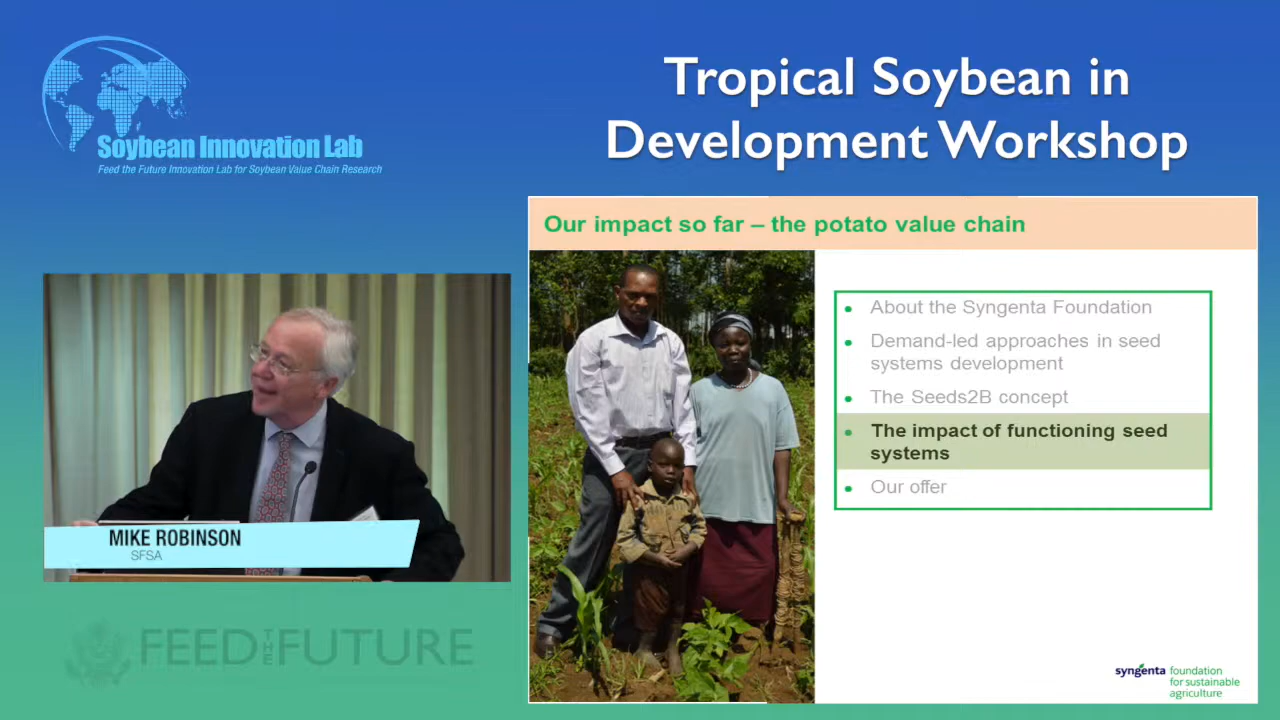 Soybean Innovation Lab
Feed the Future Innovation Lab for Soybean Value Chain Research
Tropical Soybean in
Development Workshop
Our impact so far – the potato value chain
• About the Syngenta Foundation
• Demand-led approaches in seed
systems development
• The Seeds2B concept
• The impact of functioning seed
systems
• Our offer
MIKE ROBINSON
SFSA
FEED THE FUTURE
syngenta foundation
for sustainable
agriculture